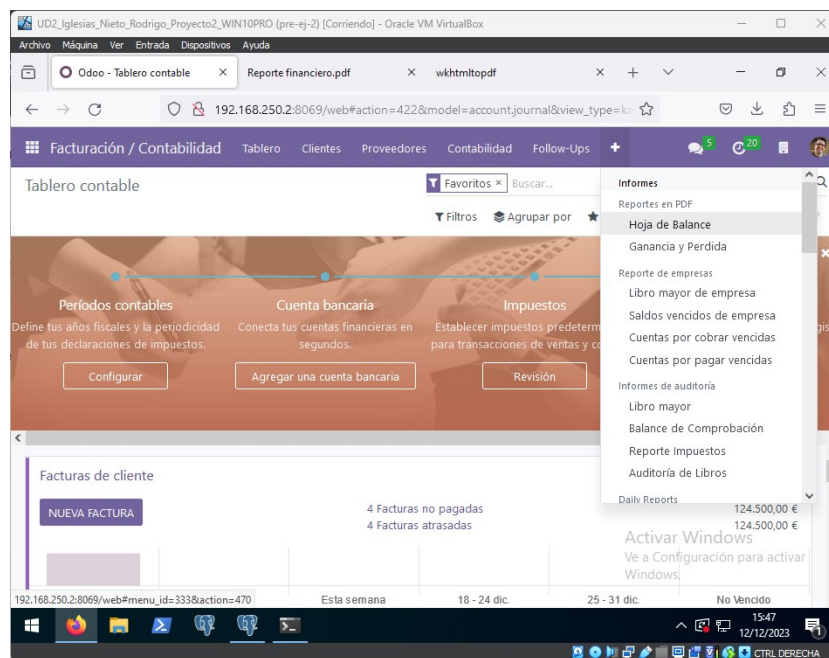 UD2_Iglesias_Nieto_Rodrigo_Proyecto2_WIN10PRO (pre-ej-2) [Corriendo] - Oracle VM VirtualBox
Archivo Máquina Ver Entrada Dispositivos Ayuda
Odoo - Tablero contable
Reporte financiero.pdf
wkhtmltopdf
192.168.250.2:8069/web#action=422&model=account.journal&view_type=ka
Facturación / Contabilidad Tablero Clientes Proveedores Contabilidad Follow-Ups + 5 20
Tablero contable
Favoritos × Buscar...
Filtros Agrupar por
Informes
Reportes en PDF
Hoja de Balance
Ganancia y Perdida
Reporte de empresas
Libro mayor de empresa
Saldos vencidos de empresa
Cuentas por cobrar vencidas
Cuentas por pagar vencidas
Informes de auditoría
Libro mayor
Balance de Comprobación
Reporte Impuestos
Auditoría de Libros
Daily Reports
Períodos contables
Define tus años fiscales y la periodicidad
de tus declaraciones de impuestos.
Configurar
Cuenta bancaria
Conecta tus cuentas financieras en
segundos.
Agregar una cuenta bancaria
Impuestos
Establecer impuestos predeterm
para transacciones de ventas y co
Revisión
gis
Facturas de cliente
NUEVA FACTURA
4 Facturas no pagadas 124.500,00 €
4 Facturas atrasadas 124.500,00 €
Activar Windows
Ve a Configuración para activar
Windows.
192.168.250.2:8069/web#menu_id=333&action=470
Esta semana 18 - 24 dic. 25 - 31 dic. No Vencido
15:47
12/12/2023
1
CTRL DERECHA